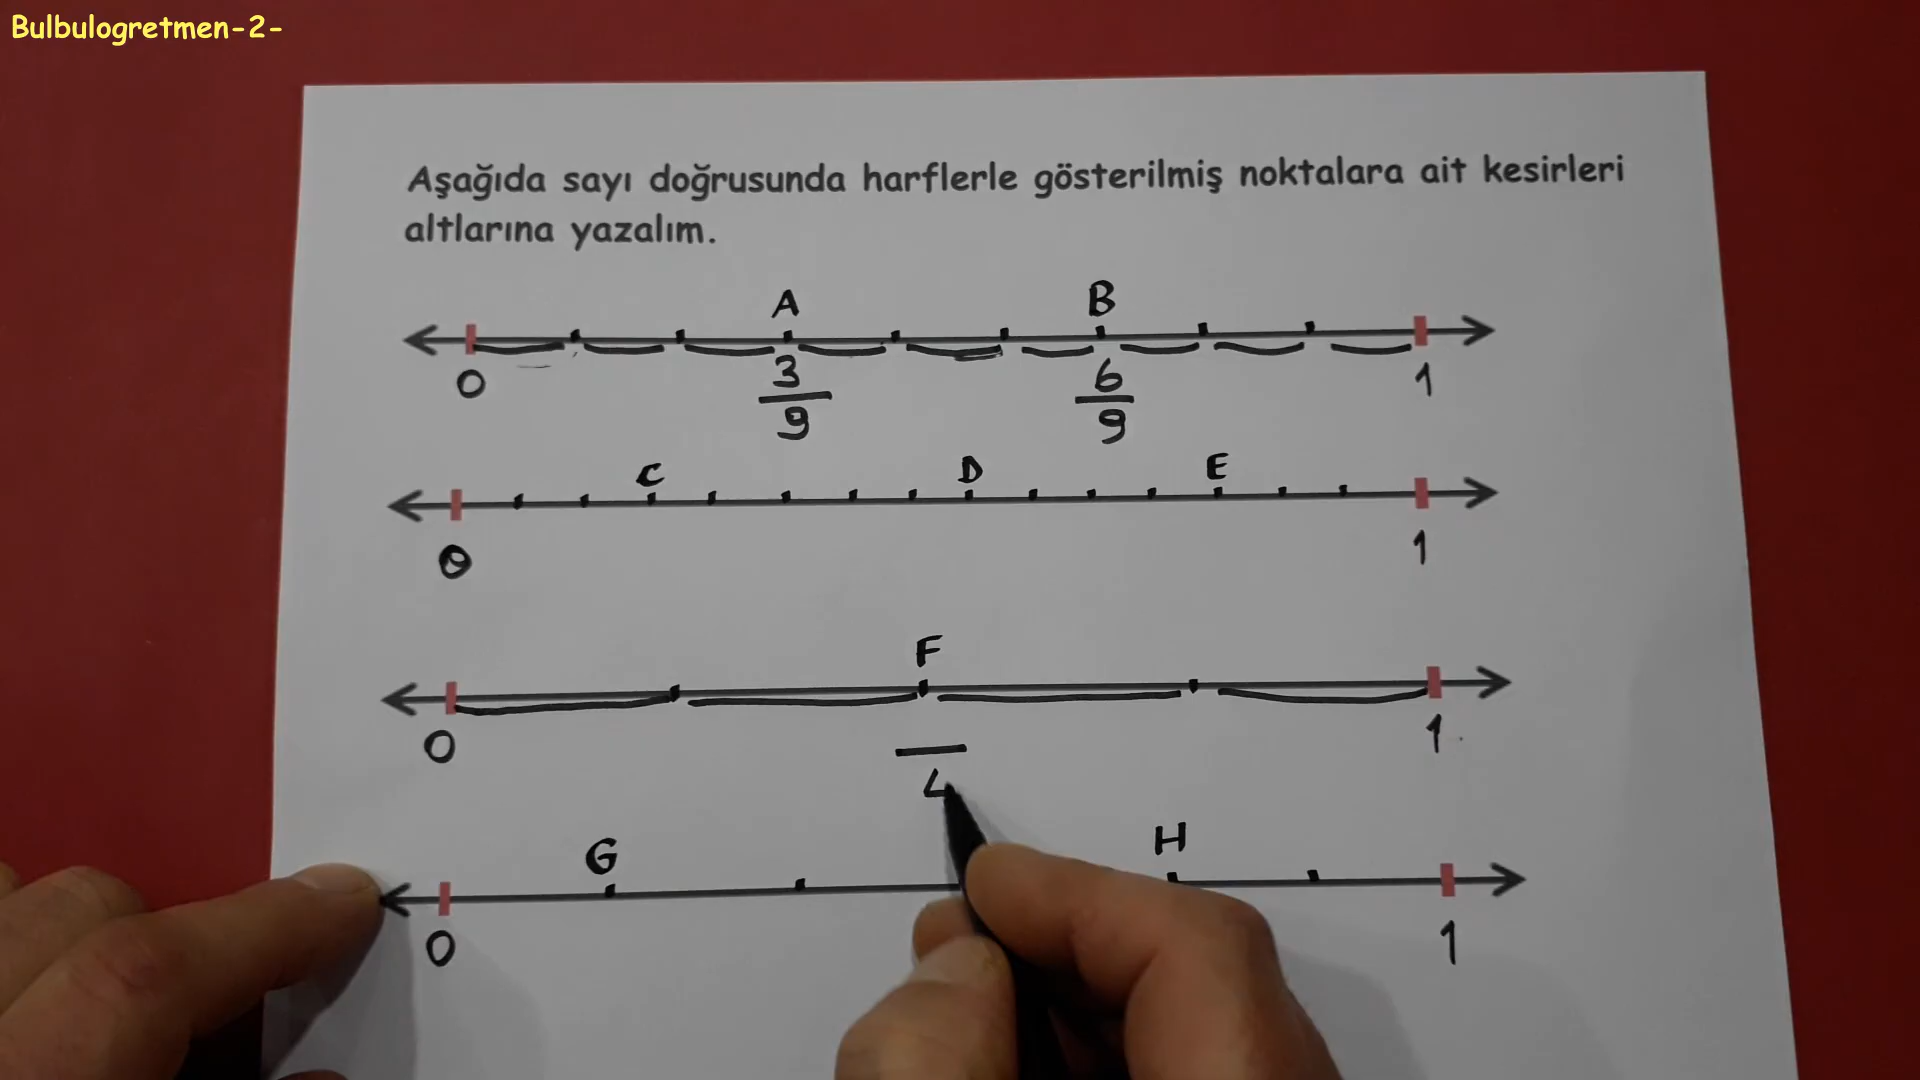 Bulbulogretmen-2-
Aşağıda sayı doğrusunda harflerle gösterilmiş noktalara ait kesirleri
altlarına yazalım.
A B
0 3/9 6/9 1
C D E
0 1
F
0 /4 1
G H
0 1